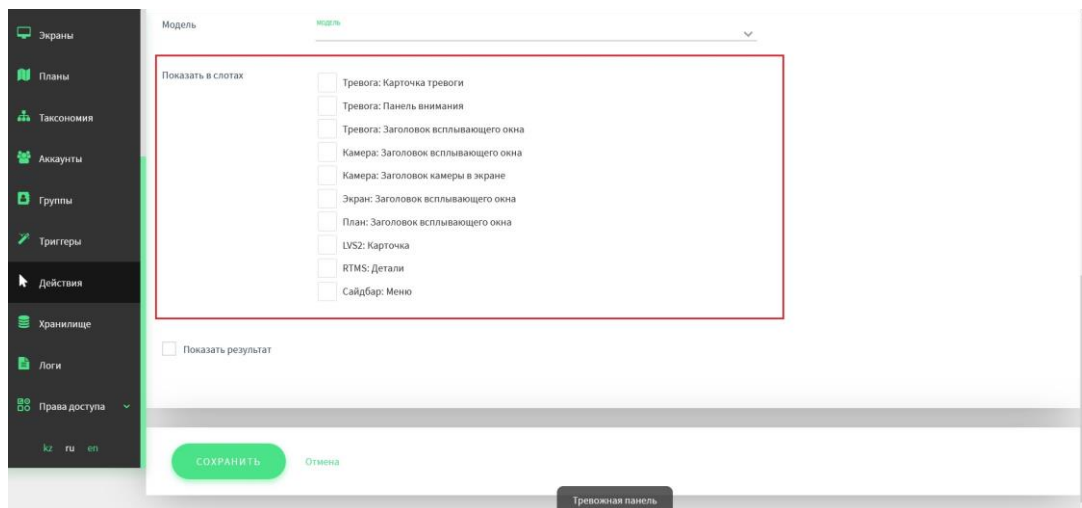 Экраны
Планы
Таксономия
Аккаунты
Группы
Триггеры
Действия
Хранилище
Логи
Права доступа
kz ru en
Модель
МОДЕЛЬ
Показать в слотах
Тревога: Карточка тревоги
Тревога: Панель внимания
Тревога: Заголовок всплывающего окна
Камера: Заголовок всплывающего окна
Камера: Заголовок камеры в экране
Экран: Заголовок всплывающего окна
План: Заголовок всплывающего окна
LVS2: Карточка
RTMS: Детали
Сайдбар: Меню
Показать результат
СОХРАНИТЬ Отмена
Тревожная панель